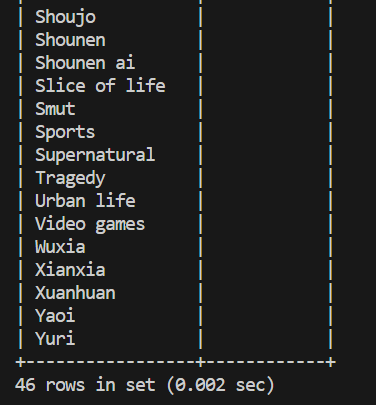 | Shoujo | |
| Shounen | |
| Shounen ai | |
| Slice of life | |
| Smut | |
| Sports | |
| Supernatural | |
| Tragedy | |
| Urban life | |
| Video games | |
| Wuxia | |
| Xianxia | |
| Xuanhuan | |
| Yaoi | |
| Yuri | |
+-----------------+------------+
46 rows in set (0.002 sec)